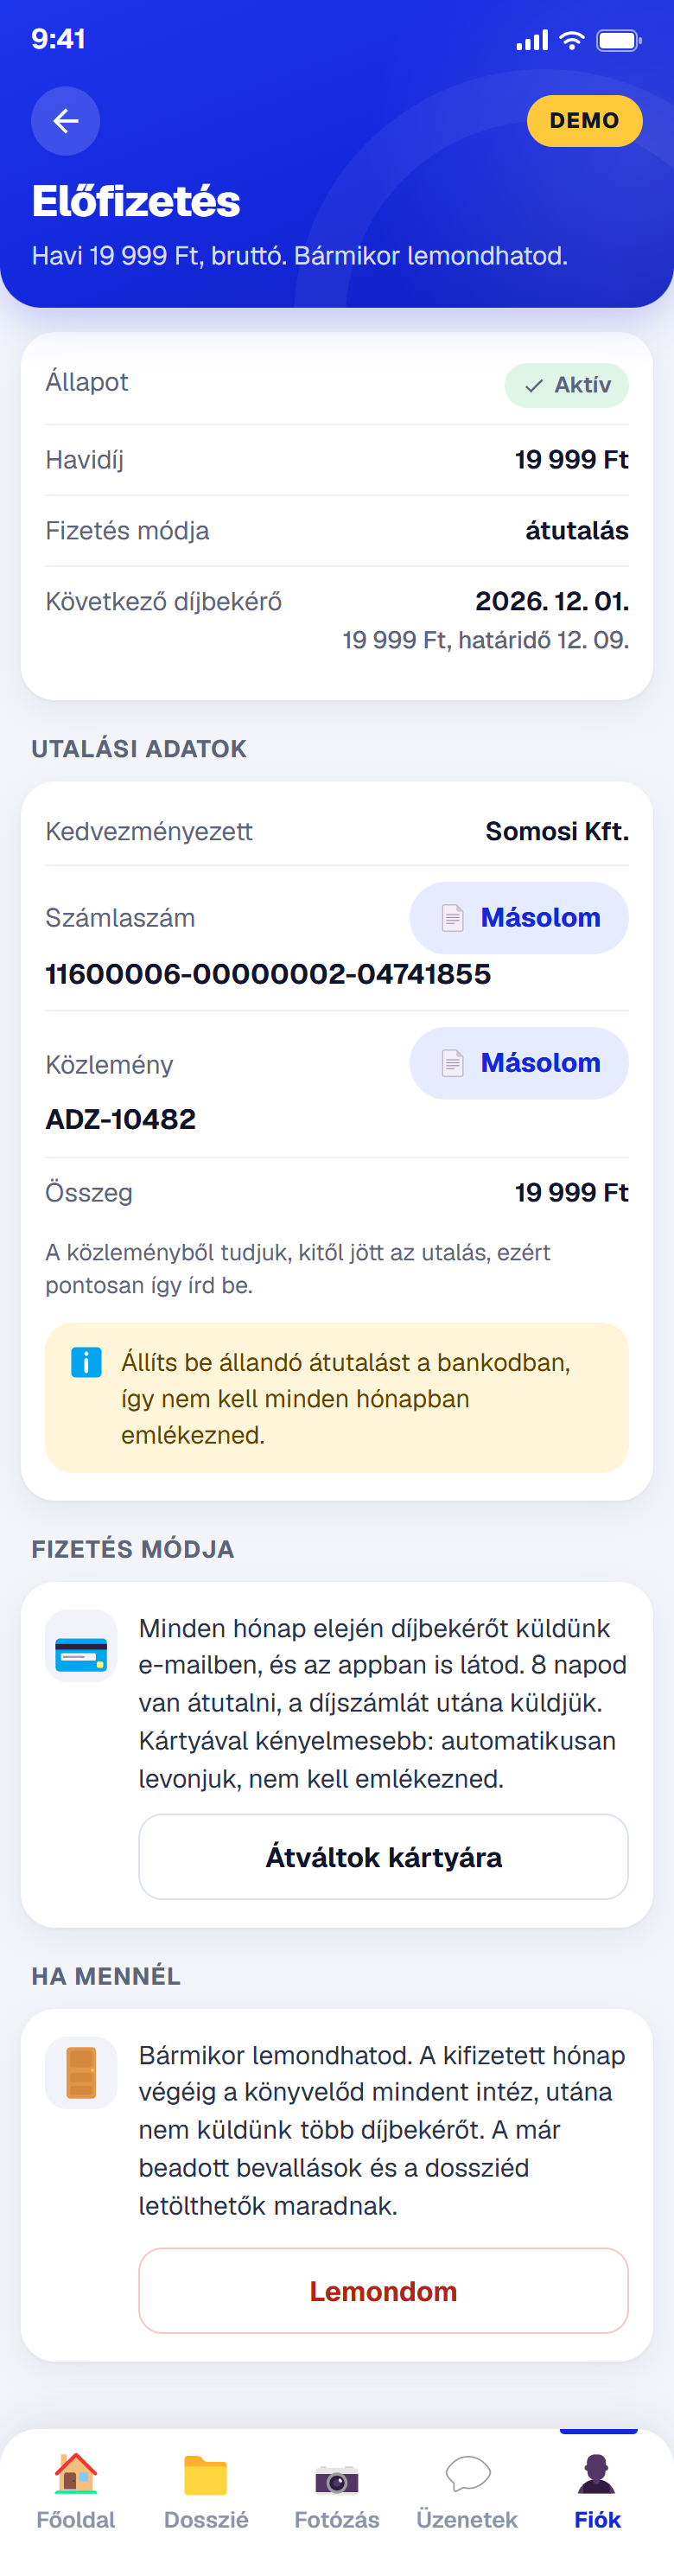 9:41
DEMO
Előfizetés
Havi 19 999 Ft, bruttó. Bármikor lemondhatod.
Állapot
Aktív
Havidíj
19 999 Ft
Fizetés módja
átutalás
Következő díjbekérő
2026. 12. 01.
19 999 Ft, határidő 12. 09.
UTALÁSI ADATOK
Kedvezményezett
Somosi Kft.
Számlaszám
Másolom
11600006-00000002-04741855
Közlemény
Másolom
ADZ-10482
Összeg
19 999 Ft
A közleményből tudjuk, kitől jött az utalás, ezért
pontosan így írd be.
Állíts be állandó átutalást a bankodban,
így nem kell minden hónapban
emlékezned.
FIZETÉS MÓDJA
Minden hónap elején díjbekérőt küldünk
e-mailben, és az appban is látod. 8 napod
van átutalni, a díjszámlát utána küldjük.
Kártyával kényelmesebb: automatikusan
levonjuk, nem kell emlékezned.
Átváltok kártyára
HA MENNÉL
Bármikor lemondhatod. A kifizetett hónap
végéig a könyvelőd mindent intéz, utána
nem küldünk több díjbekérőt. A már
beadott bevallások és a dossziéd
letölthetők maradnak.
Lemondom
Főoldal
Dosszié
Fotózás
Üzenetek
Fiók